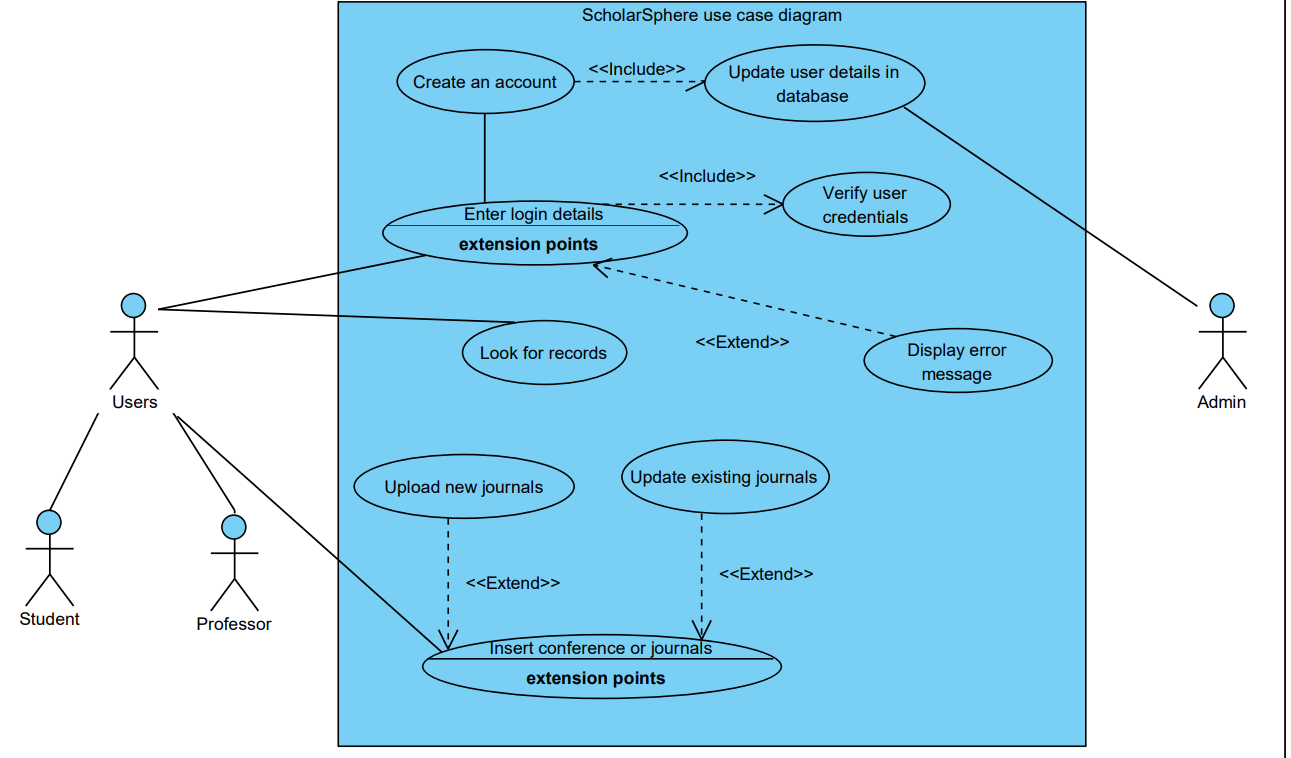 ScholarSphere use case diagram
Create an account
<<Include>>
Update user details in
database
<<Include>>
Verify user
credentials
Enter login details
extension points
<<Extend>>
Display error
message
Look for records
Users
Admin
Upload new journals
Update existing journals
<<Extend>>
<<Extend>>
Student
Professor
Insert conference or journals
extension points